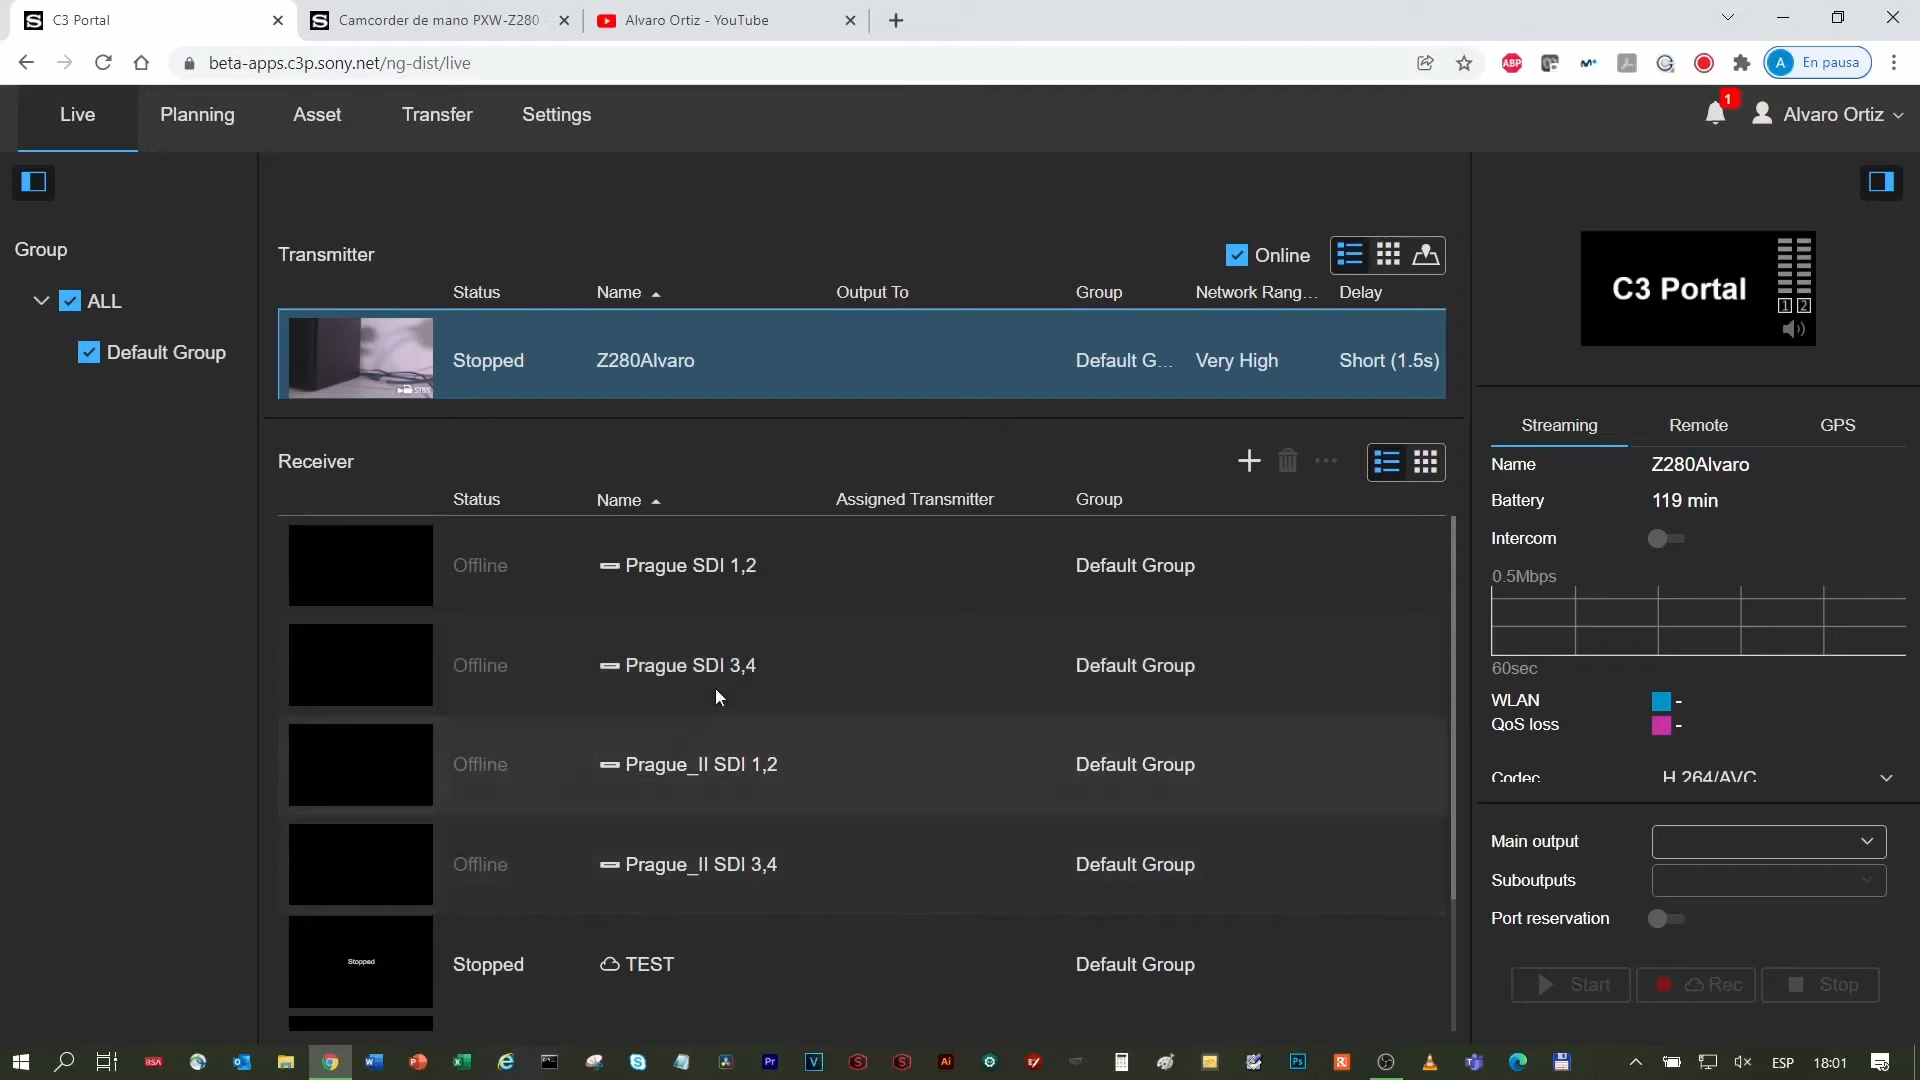 C3 Portal
Camcorder de mano PXW-Z280
Alvaro Ortiz - YouTube
beta-apps.c3p.sony.net/ng-dist/live
ABP
A En pausa
Live Planning Asset Transfer Settings
1
Alvaro Ortiz
Group
ALL
Default Group
Transmitter
Online
Status Name Output To Group Network Rang... Delay
STBY
Stopped Z280Alvaro Default G... Very High Short (1.5s)
Receiver
Status Name Assigned Transmitter Group
Offline Prague SDI 1,2 Default Group
Offline Prague SDI 3,4 Default Group
Offline Prague_II SDI 1,2 Default Group
Offline Prague_II SDI 3,4 Default Group
Stopped
Stopped TEST Default Group
C3 Portal
1 2
Streaming Remote GPS
Name Z280Alvaro
Battery 119 min
Intercom
0.5Mbps
60sec
WLAN -
QoS loss -
Codec H.264/AVC
Main output
Suboutputs
Port reservation
Start Rec Stop
ESP 18:01